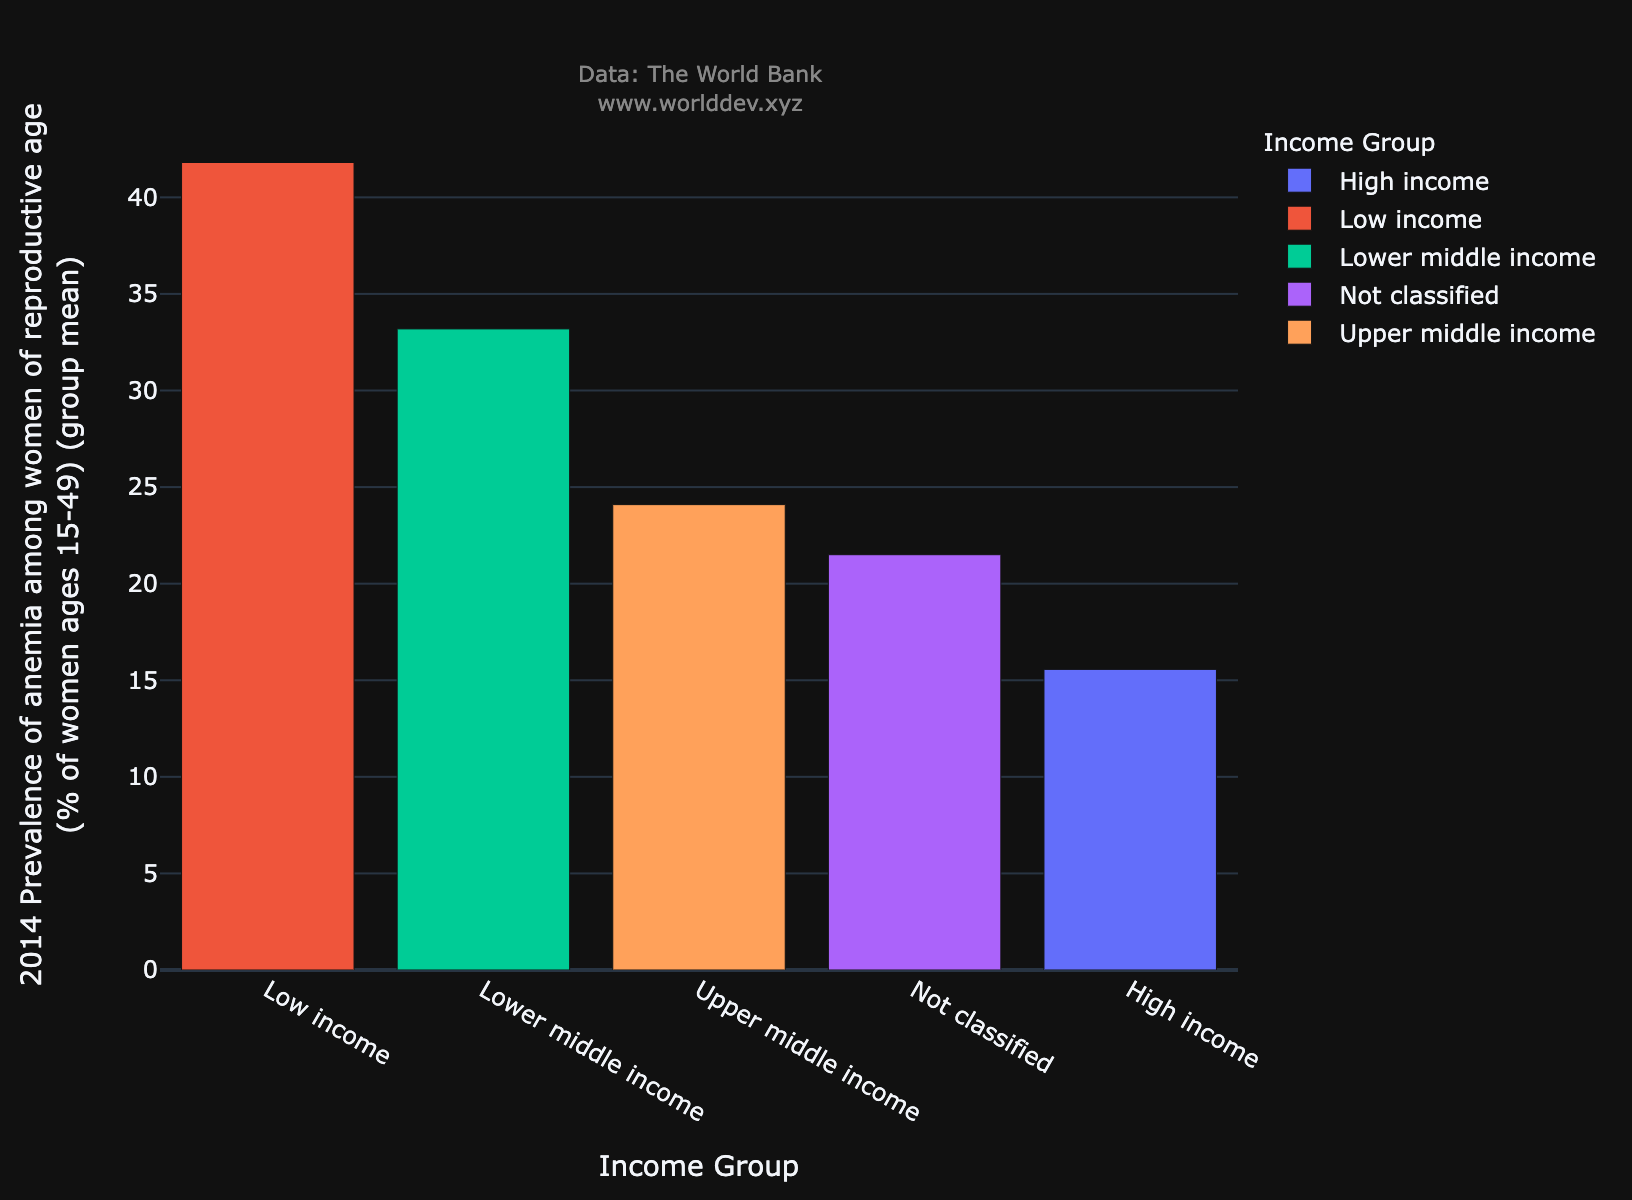 Data: The World Bank
www.worlddev.xyz
2014 Prevalence of anemia among women of reproductive age
(% of women ages 15-49) (group mean)
40
35
30
25
20
15
10
5
0
Low income
Lower middle income
Upper middle income
Not classified
High income
Income Group
Income Group
High income
Low income
Lower middle income
Not classified
Upper middle income